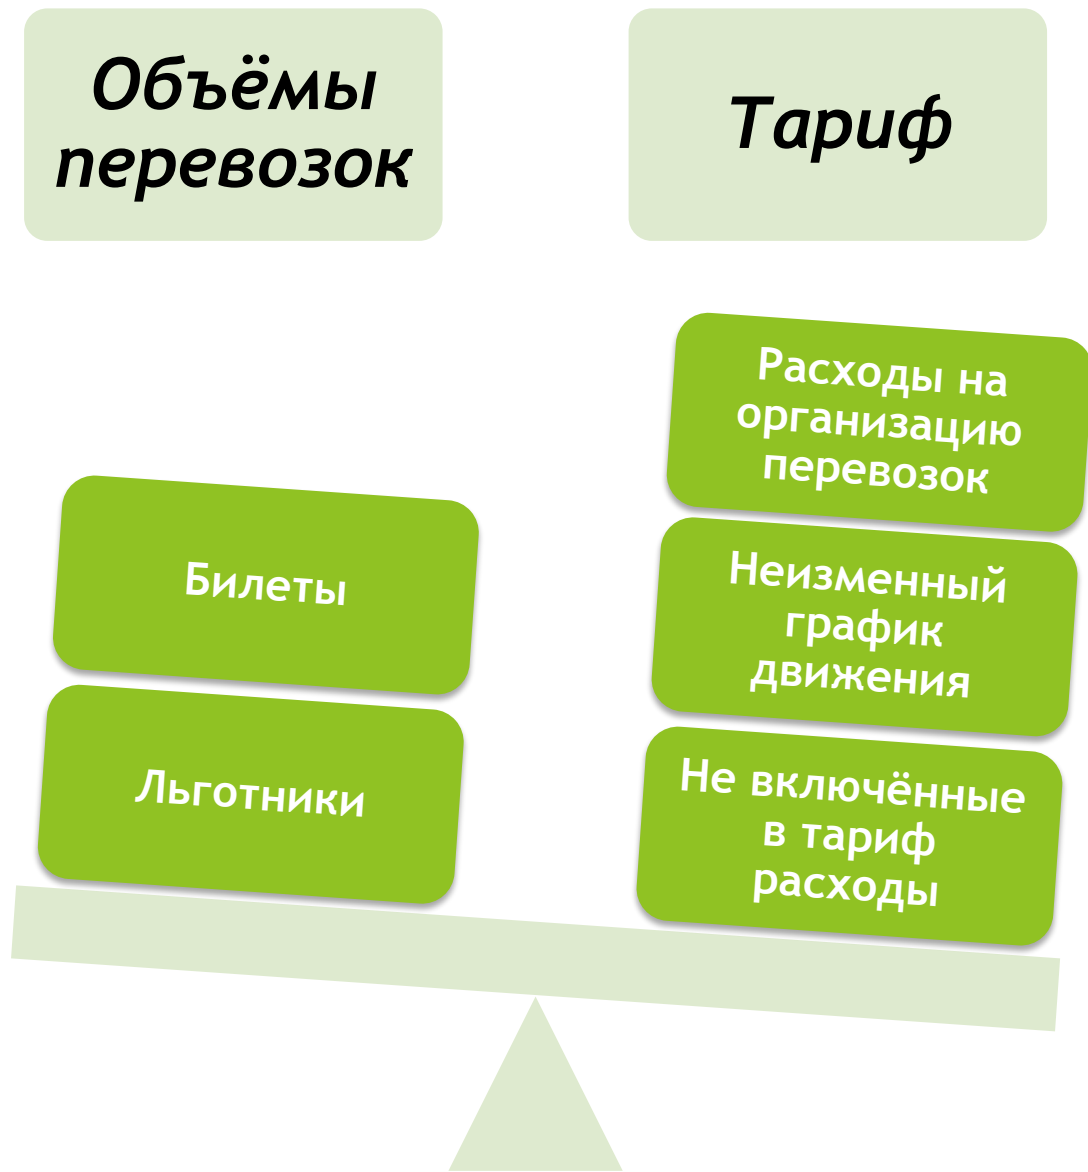 Объёмы
перевозок
Тариф
Билеты
Льготники
Расходы на
организацию
перевозок
Неизменный
график
движения
Не включённые
в тариф
расходы